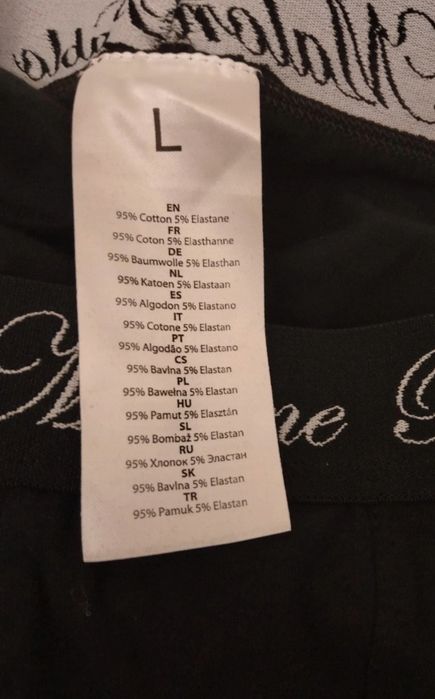 L
EN
95% Cotton 5% Elastane
FR
95% Coton 5% Elasthanne
DE
95% Baumwolle 5% Elasthan
NL
95% Katoen 5% Elastaan
ES
95% Algodon 5% Elastano
IT
95% Cotone 5% Elastan
PT
95% Algodão 5% Elastano
CS
95% Bavlna 5% Elastan
PL
95% Bawełna 5% Elastan
HU
95% Pamut 5% Elasztán
SL
95% Bombaž 5% Elastan
RU
95% Хлопок 5% Эластан
SK
95% Bavlna 5% Elastan
TR
95% Pamuk 5% Elastan